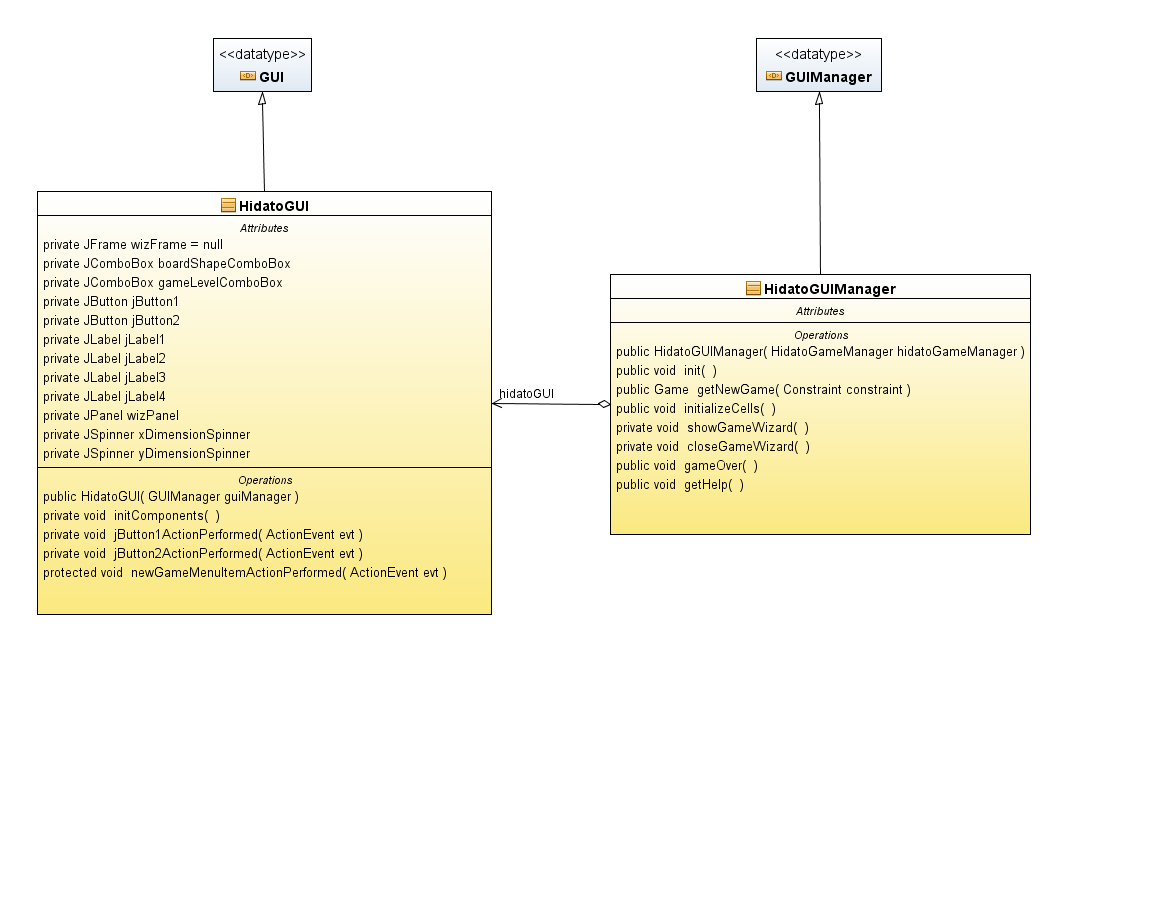 <<datatype>>
GUI
<<datatype>>
GUIManager
HidatoGUI
Attributes
private JFrame wizFrame = null
private JComboBox boardShapeComboBox
private JComboBox gameLevelComboBox
private JButton jButton1
private JButton jButton2
private JLabel jLabel1
private JLabel jLabel2
private JLabel jLabel3
private JLabel jLabel4
private JPanel wizPanel
private JSpinner xDimensionSpinner
private JSpinner yDimensionSpinner
Operations
public HidatoGUI( GUIManager guiManager )
private void initComponents( )
private void jButton1ActionPerformed( ActionEvent evt )
private void jButton2ActionPerformed( ActionEvent evt )
protected void newGameMenuItemActionPerformed( ActionEvent evt )
hidatoGUI
HidatoGUIManager
Attributes
Operations
public HidatoGUIManager( HidatoGameManager hidatoGameManager )
public void init( )
public Game getNewGame( Constraint constraint )
public void initializeCells( )
private void showGameWizard( )
private void closeGameWizard( )
public void gameOver( )
public void getHelp( )